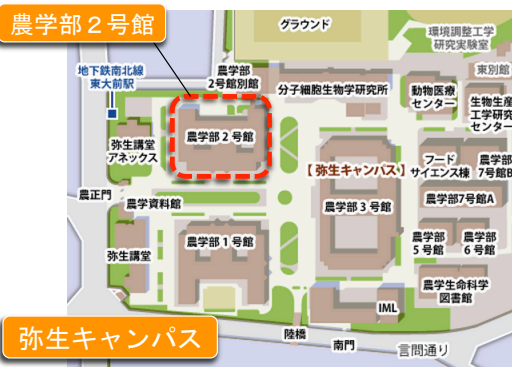 農学部２号館
グラウンド
環境調整工学
研究実験室
東別館
地下鉄南北線
東大前駅
農学部
2号館別館
分子細胞生物学研究所
動物医療
センター
生物生産
工学研究
センター
農学部２号館
弥生講堂
アネックス
【 弥生キャンパス 】
フード
サイエンス棟
農学部
7号館B
農正門
農学資料館
農学部３号館
農学部7号館A
農学部１号館
農学部
5 号館
農学部
6 号館
弥生講堂
農学生命科学
図書館
IML
弥生キャンパス
陸橋
南門
言問通り